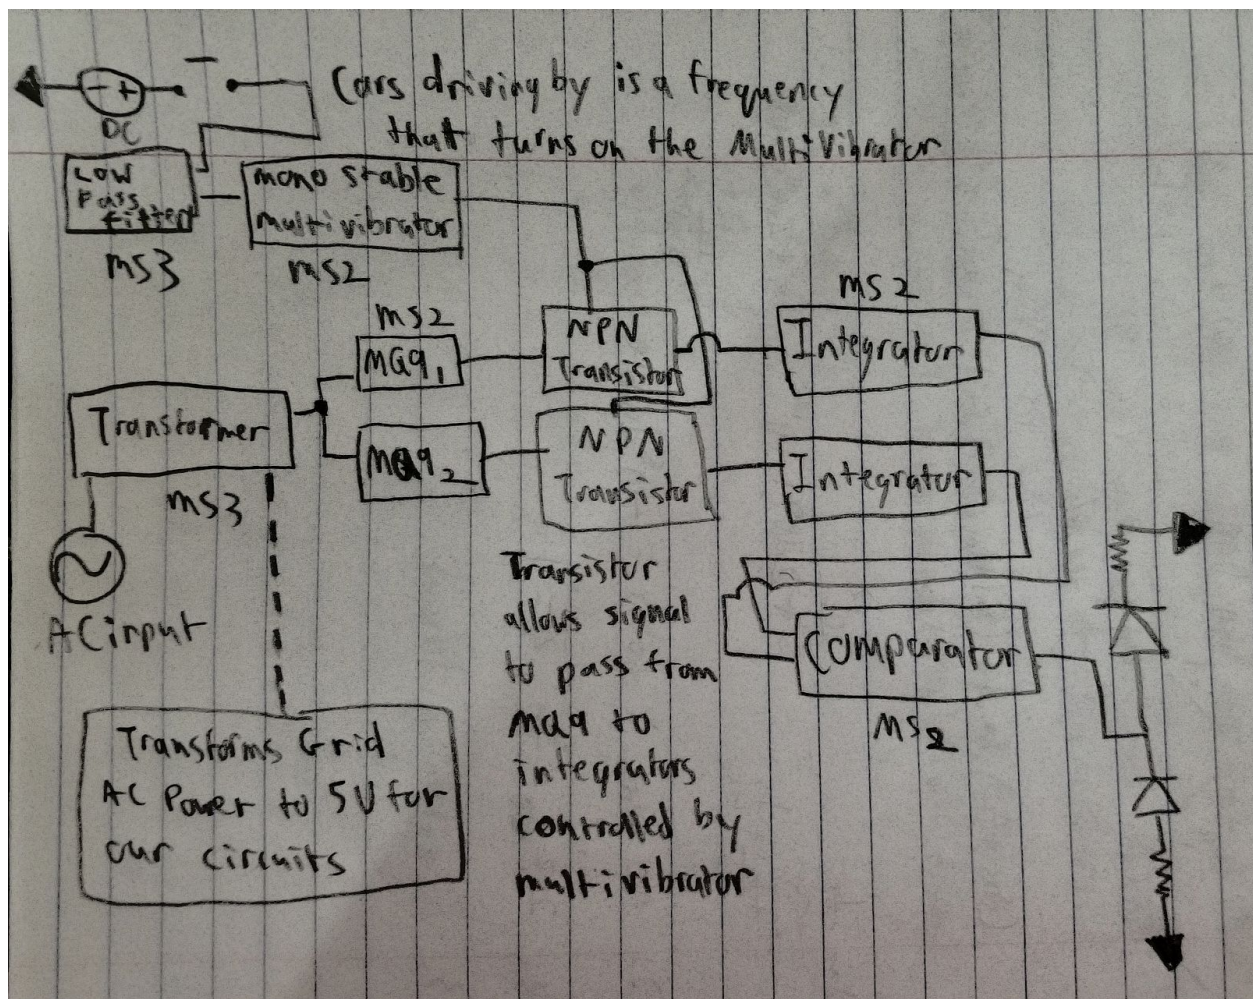 Cars driving by is a frequency
that turns on the Multivibrator
- +
DC
Low
Pass
filter
MS3
mono stable
multivibrator
MS2
MS2
MGq1
MGq2
NPN
Transistor
NPN
Transistor
MS2
Integrator
Integrator
Transformer
MS3
AC input
Transforms Grid
AC Power to 5V for
our circuits
Transistor
allows signal
to pass from
MQ9 to
integrators
controlled by
multivibrator
Comparator
MS2